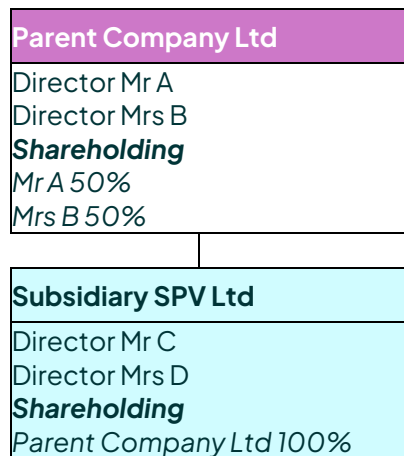 Parent Company Ltd
Director Mr A
Director Mrs B
Shareholding
Mr A 50%
Mrs B 50%
Subsidiary SPV Ltd
Director Mr C
Director Mrs D
Shareholding
Parent Company Ltd 100%